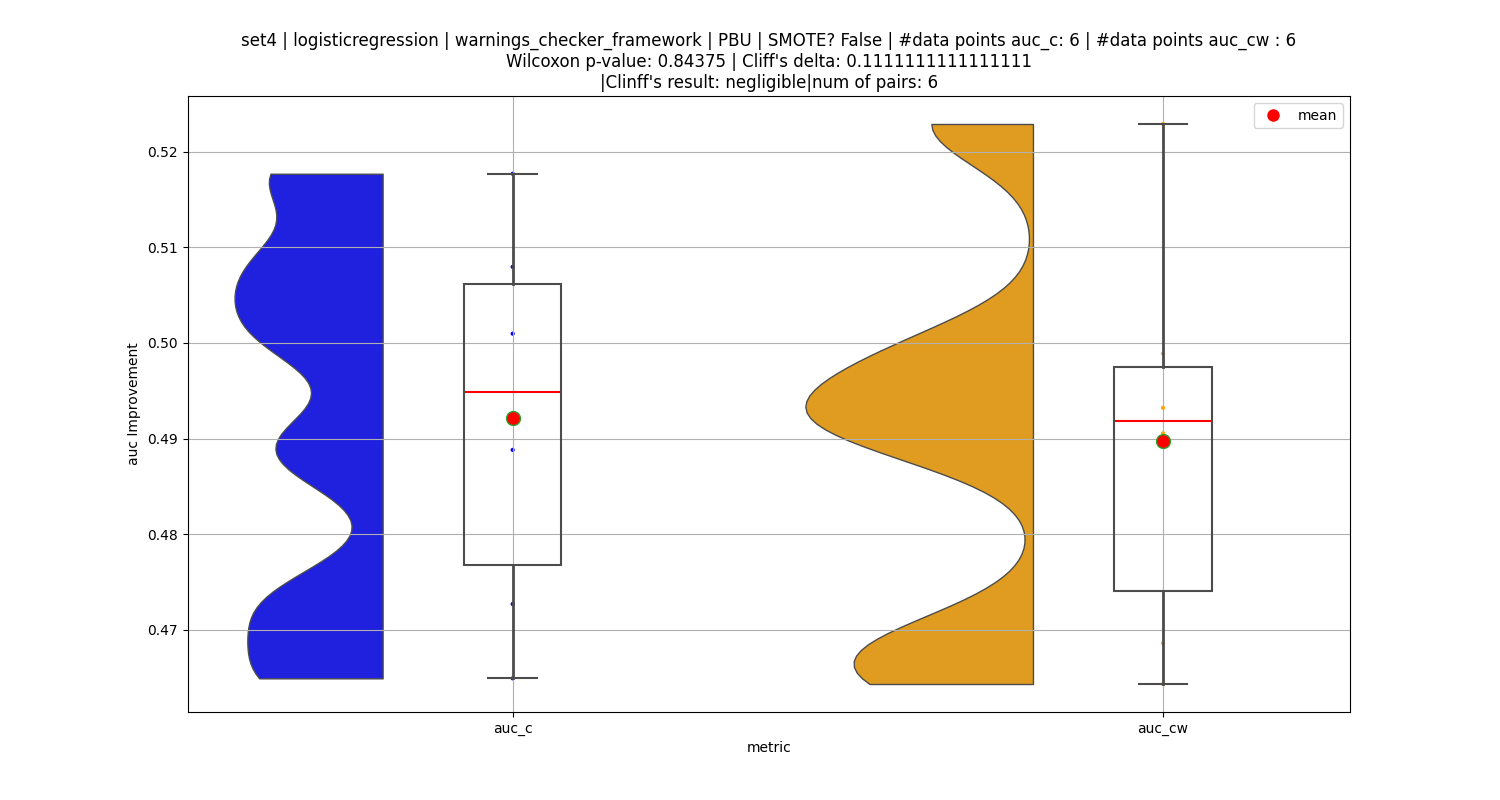 set4 | logisticregression | warnings_checker_framework | PBU | SMOTE? False | #data points auc_c: 6 | #data points auc_cw : 6
Wilcoxon p-value: 0.84375 | Cliff's delta: 0.1111111111111111
|Clinff's result: negligible|num of pairs: 6
mean
0.52
0.51
0.50
0.49
0.48
0.47
auc Improvement
auc_c
auc_cw
metric